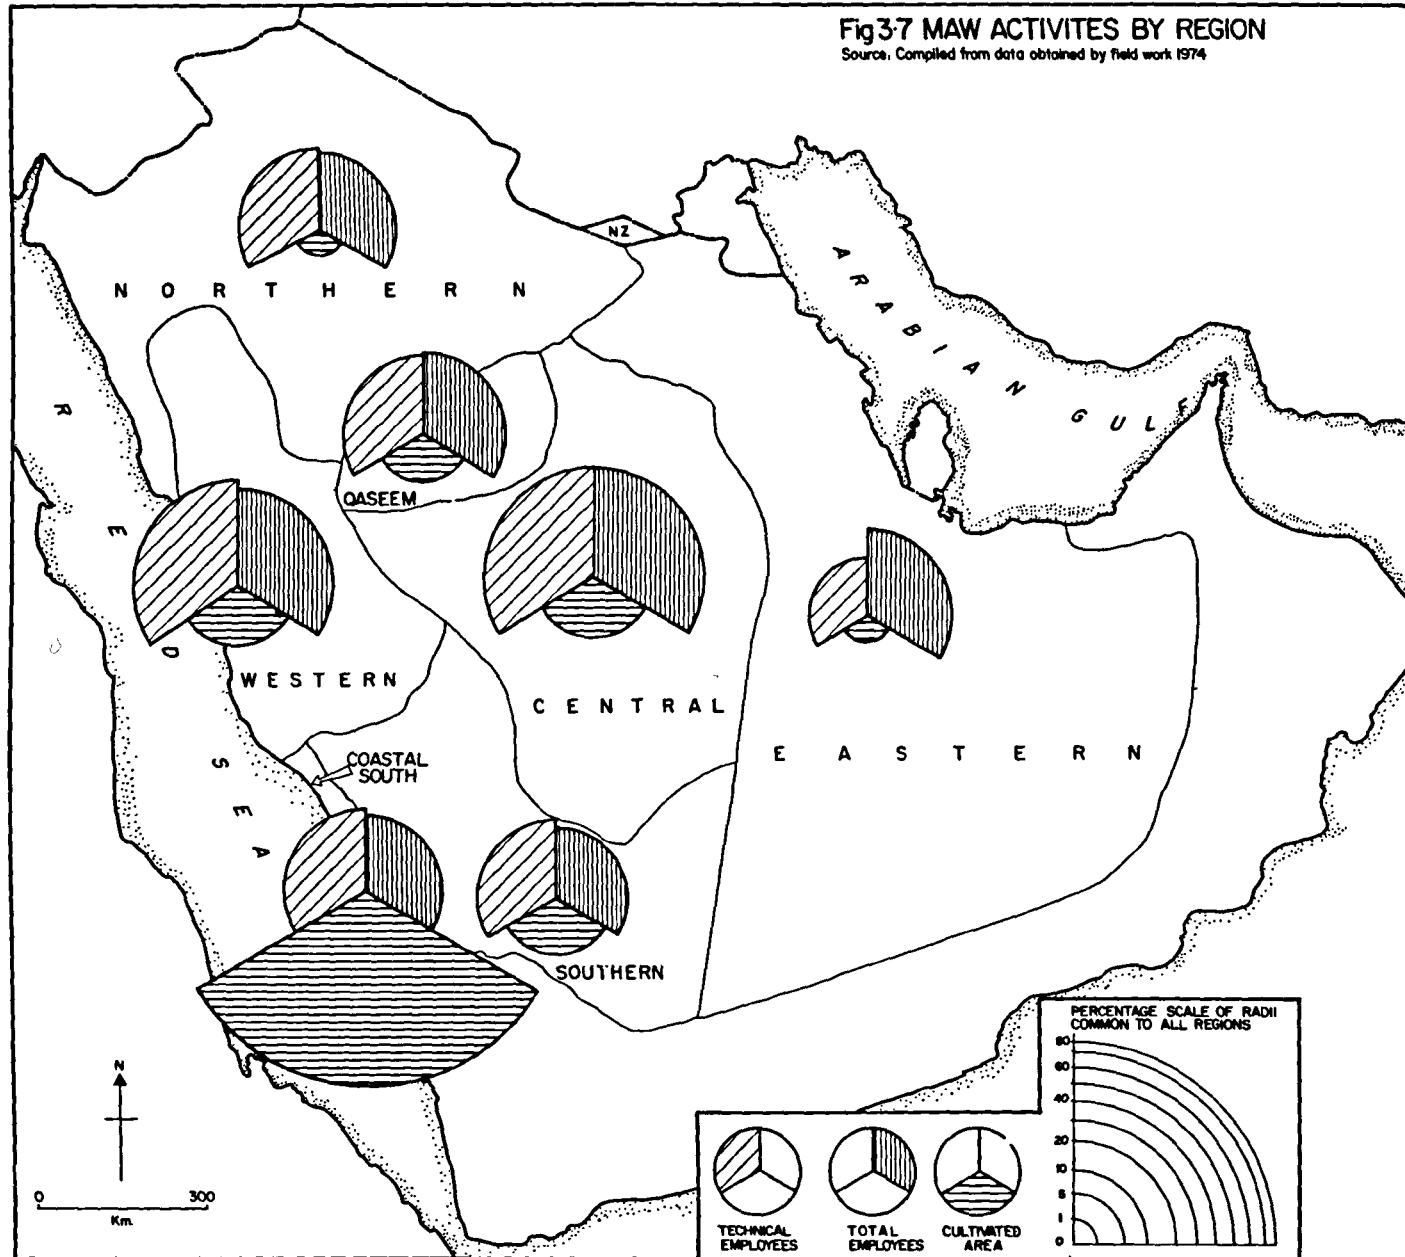 Fig 3·7 MAW ACTIVITES BY REGION
Source: Compiled from data obtained by field work 1974
NZ
NORTHERN
ARABIAN GULF
RED SEA
QASEEM
WESTERN
CENTRAL
EASTERN
COASTAL
SOUTH
SOUTHERN
N
0 300
Km.
PERCENTAGE SCALE OF RADII
COMMON TO ALL REGIONS
80
60
40
20
10
5
1
0
TECHNICAL
EMPLOYEES
TOTAL
EMPLOYEES
CULTIVATED
AREA